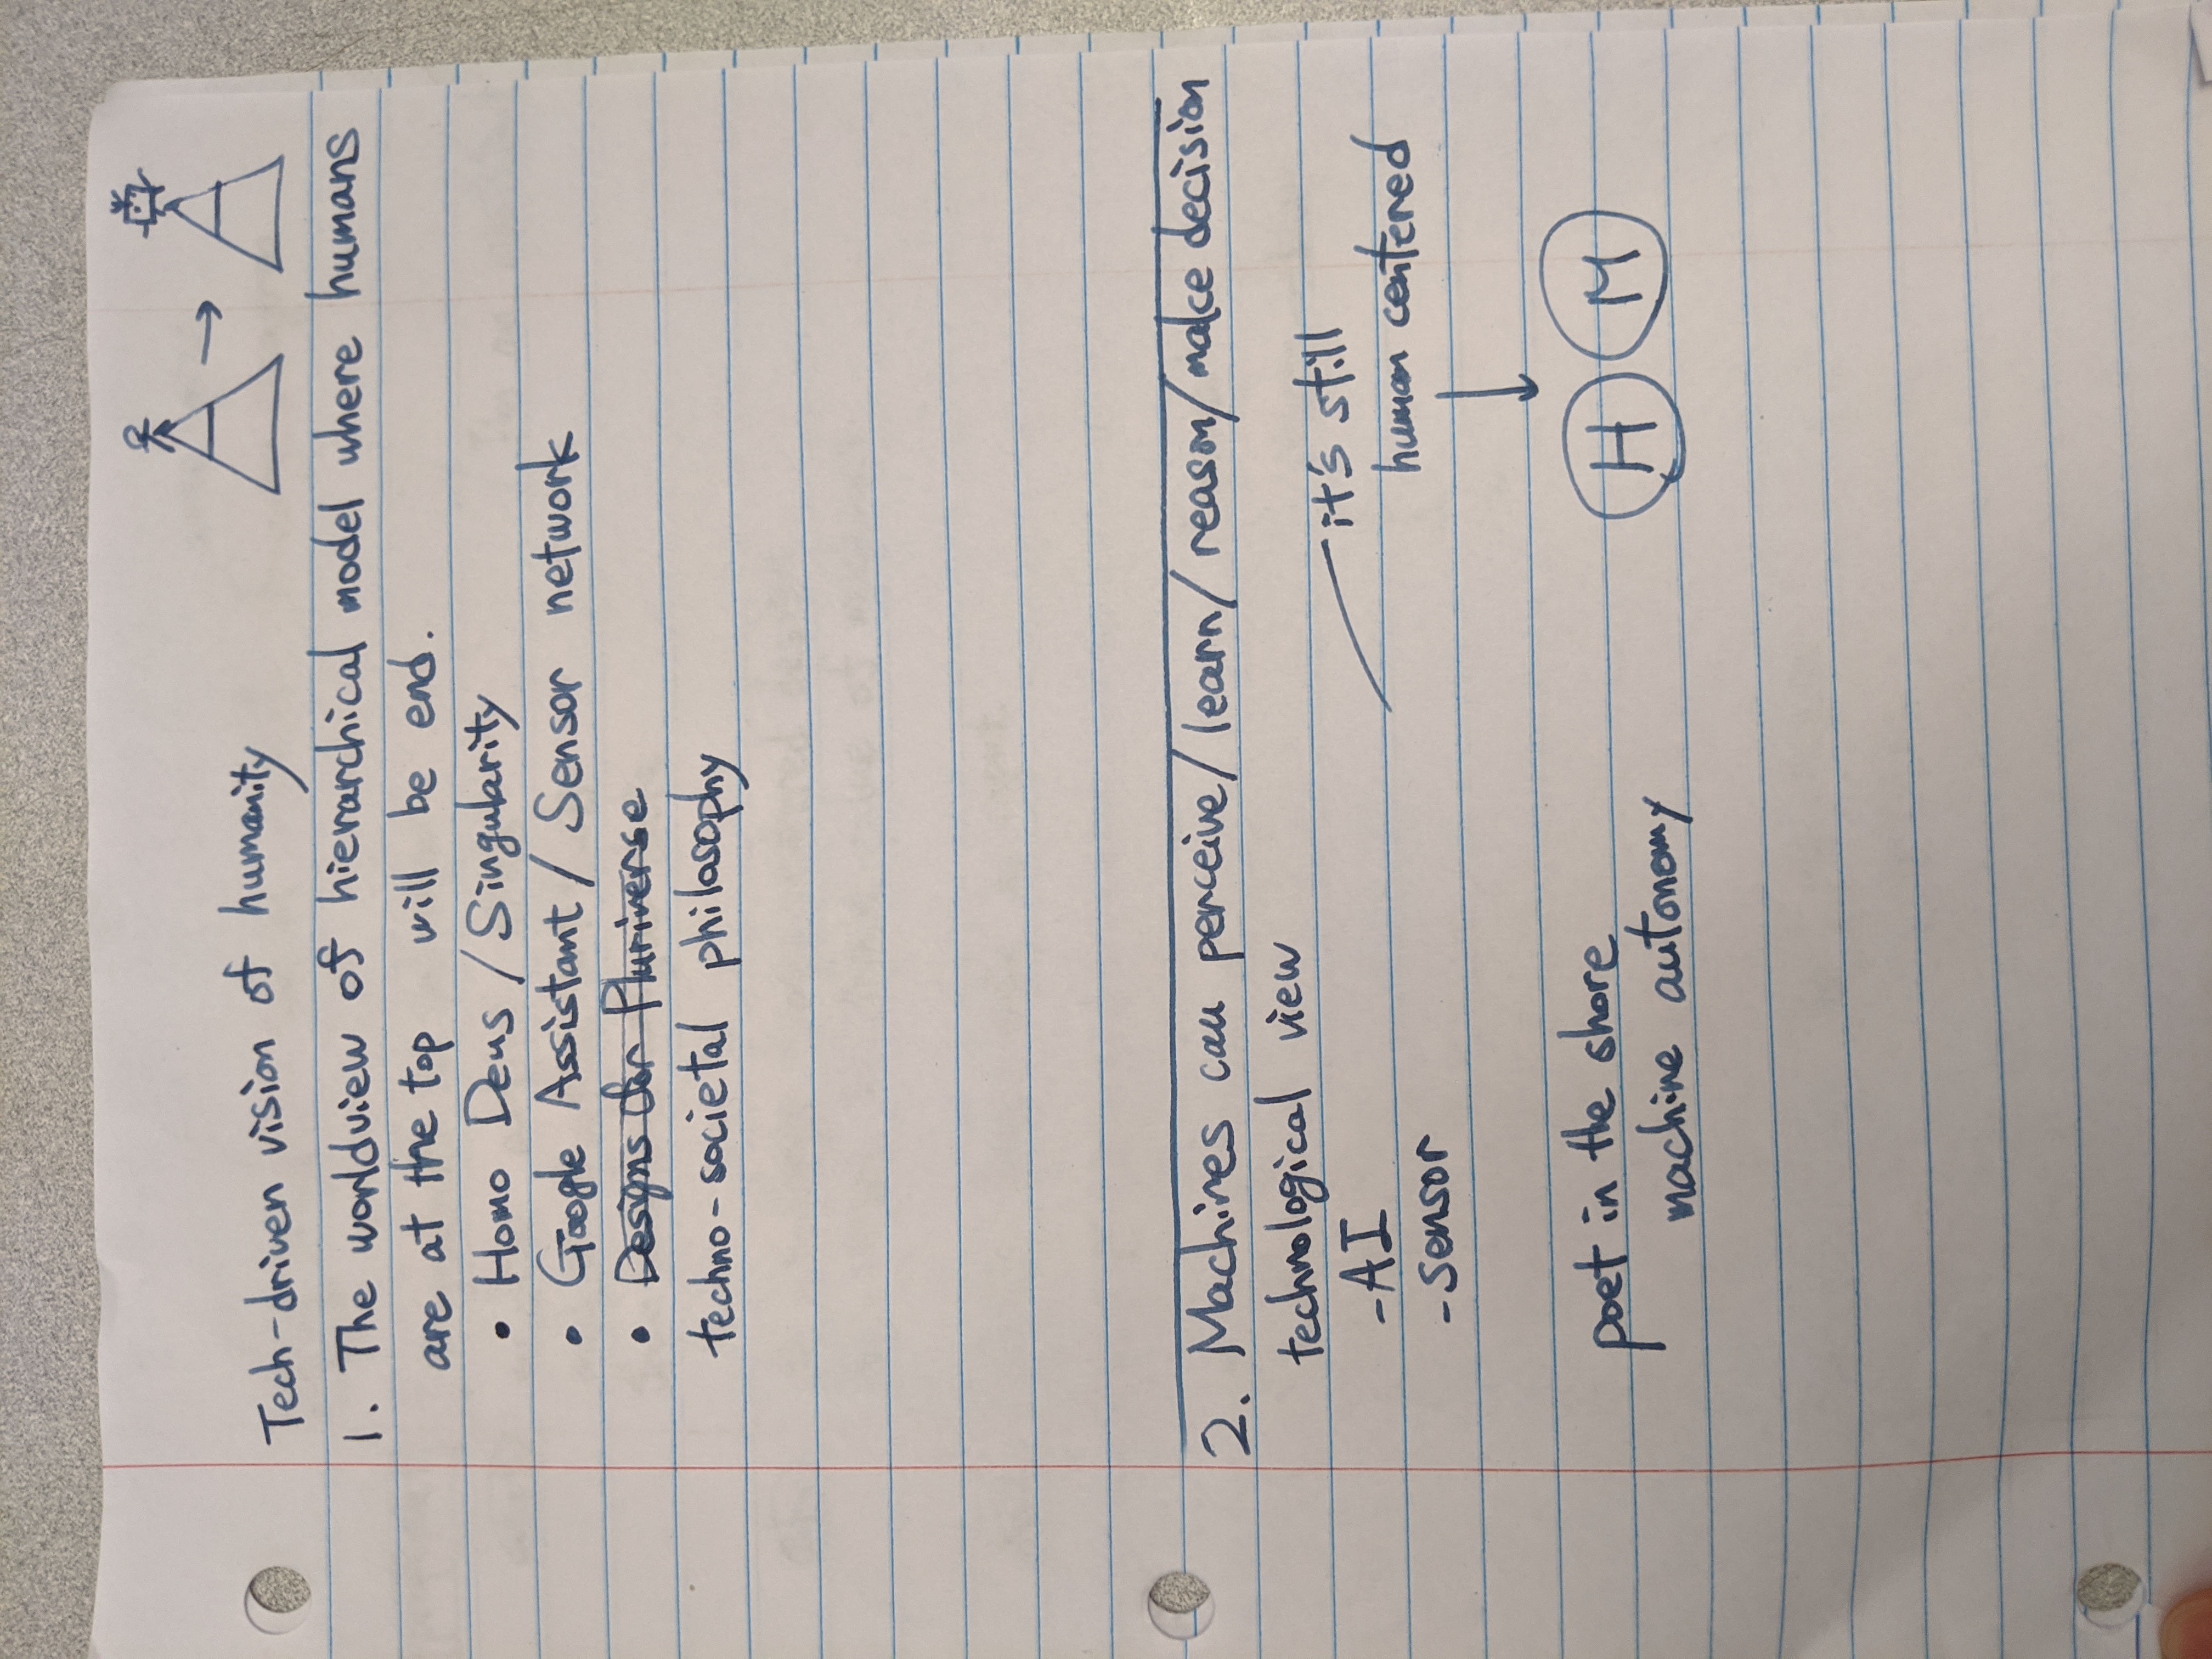 Tech-driven vision of humanity
1. The worldview of hierarchical model where humans
are at the top will be end.
• Homo Deus / Singularity
• Google Assistant / Sensor network
• Designs for Pluriverse
techno-societal philosophy
2. Machines can perceive/ learn/ reason/ make decision
technological view
-AI
-sensor
it's still
human centered
H M
poet in the shore
machine autonomy